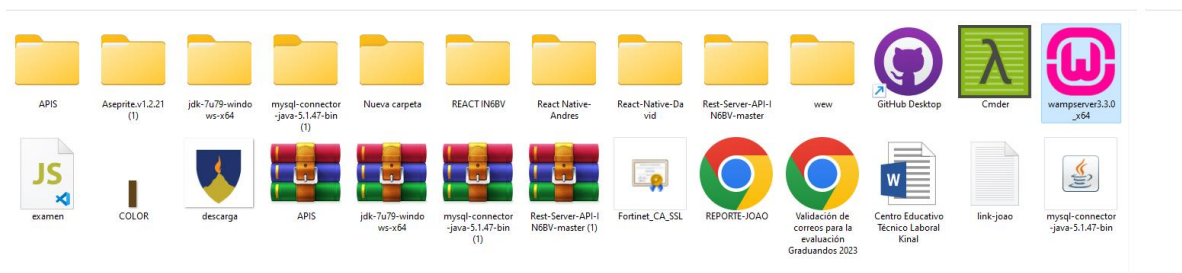 APIS
Aseprite.v1.2.21
(1)
jdk-7u79-windo
ws-x64
mysql-connector
-java-5.1.47-bin
(1)
Nueva carpeta
REACT IN6BV
React Native-
Andres
React-Native-Da
vid
Rest-Server-API-I
N6BV-master
wew
GitHub Desktop
Cmder
wampserver3.3.0
_x64
JS
examen
COLOR
descarga
APIS
jdk-7u79-windo
ws-x64
mysql-connector
-java-5.1.47-bin
(1)
Rest-Server-API-I
N6BV-master (1)
Fortinet_CA_SSL
REPORTE-JOAO
Validación de
correos para la
evaluación
Graduandos 2023
W
Centro Educativo
Técnico Laboral
Kinal
link-joao
mysql-connector
-java-5.1.47-bin